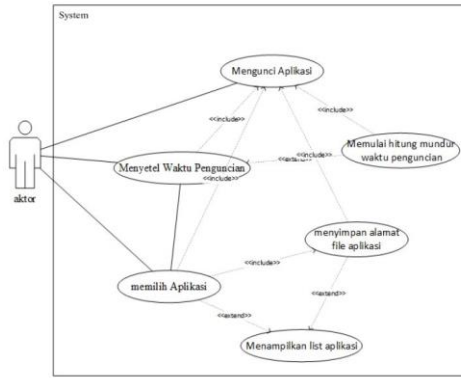 System
Mengunci Aplikasi
<<include>>
<<include>>
Memulai hitung mundur
waktu penguncian
<<include>>
<<extend>>
Menyetel Waktu Penguncian
<<include>>
aktor
menyimpan alamat
file aplikasi
<<include>>
memilih Aplikasi
<<extend>>
<<extend>>
Menampilkan list aplikasi